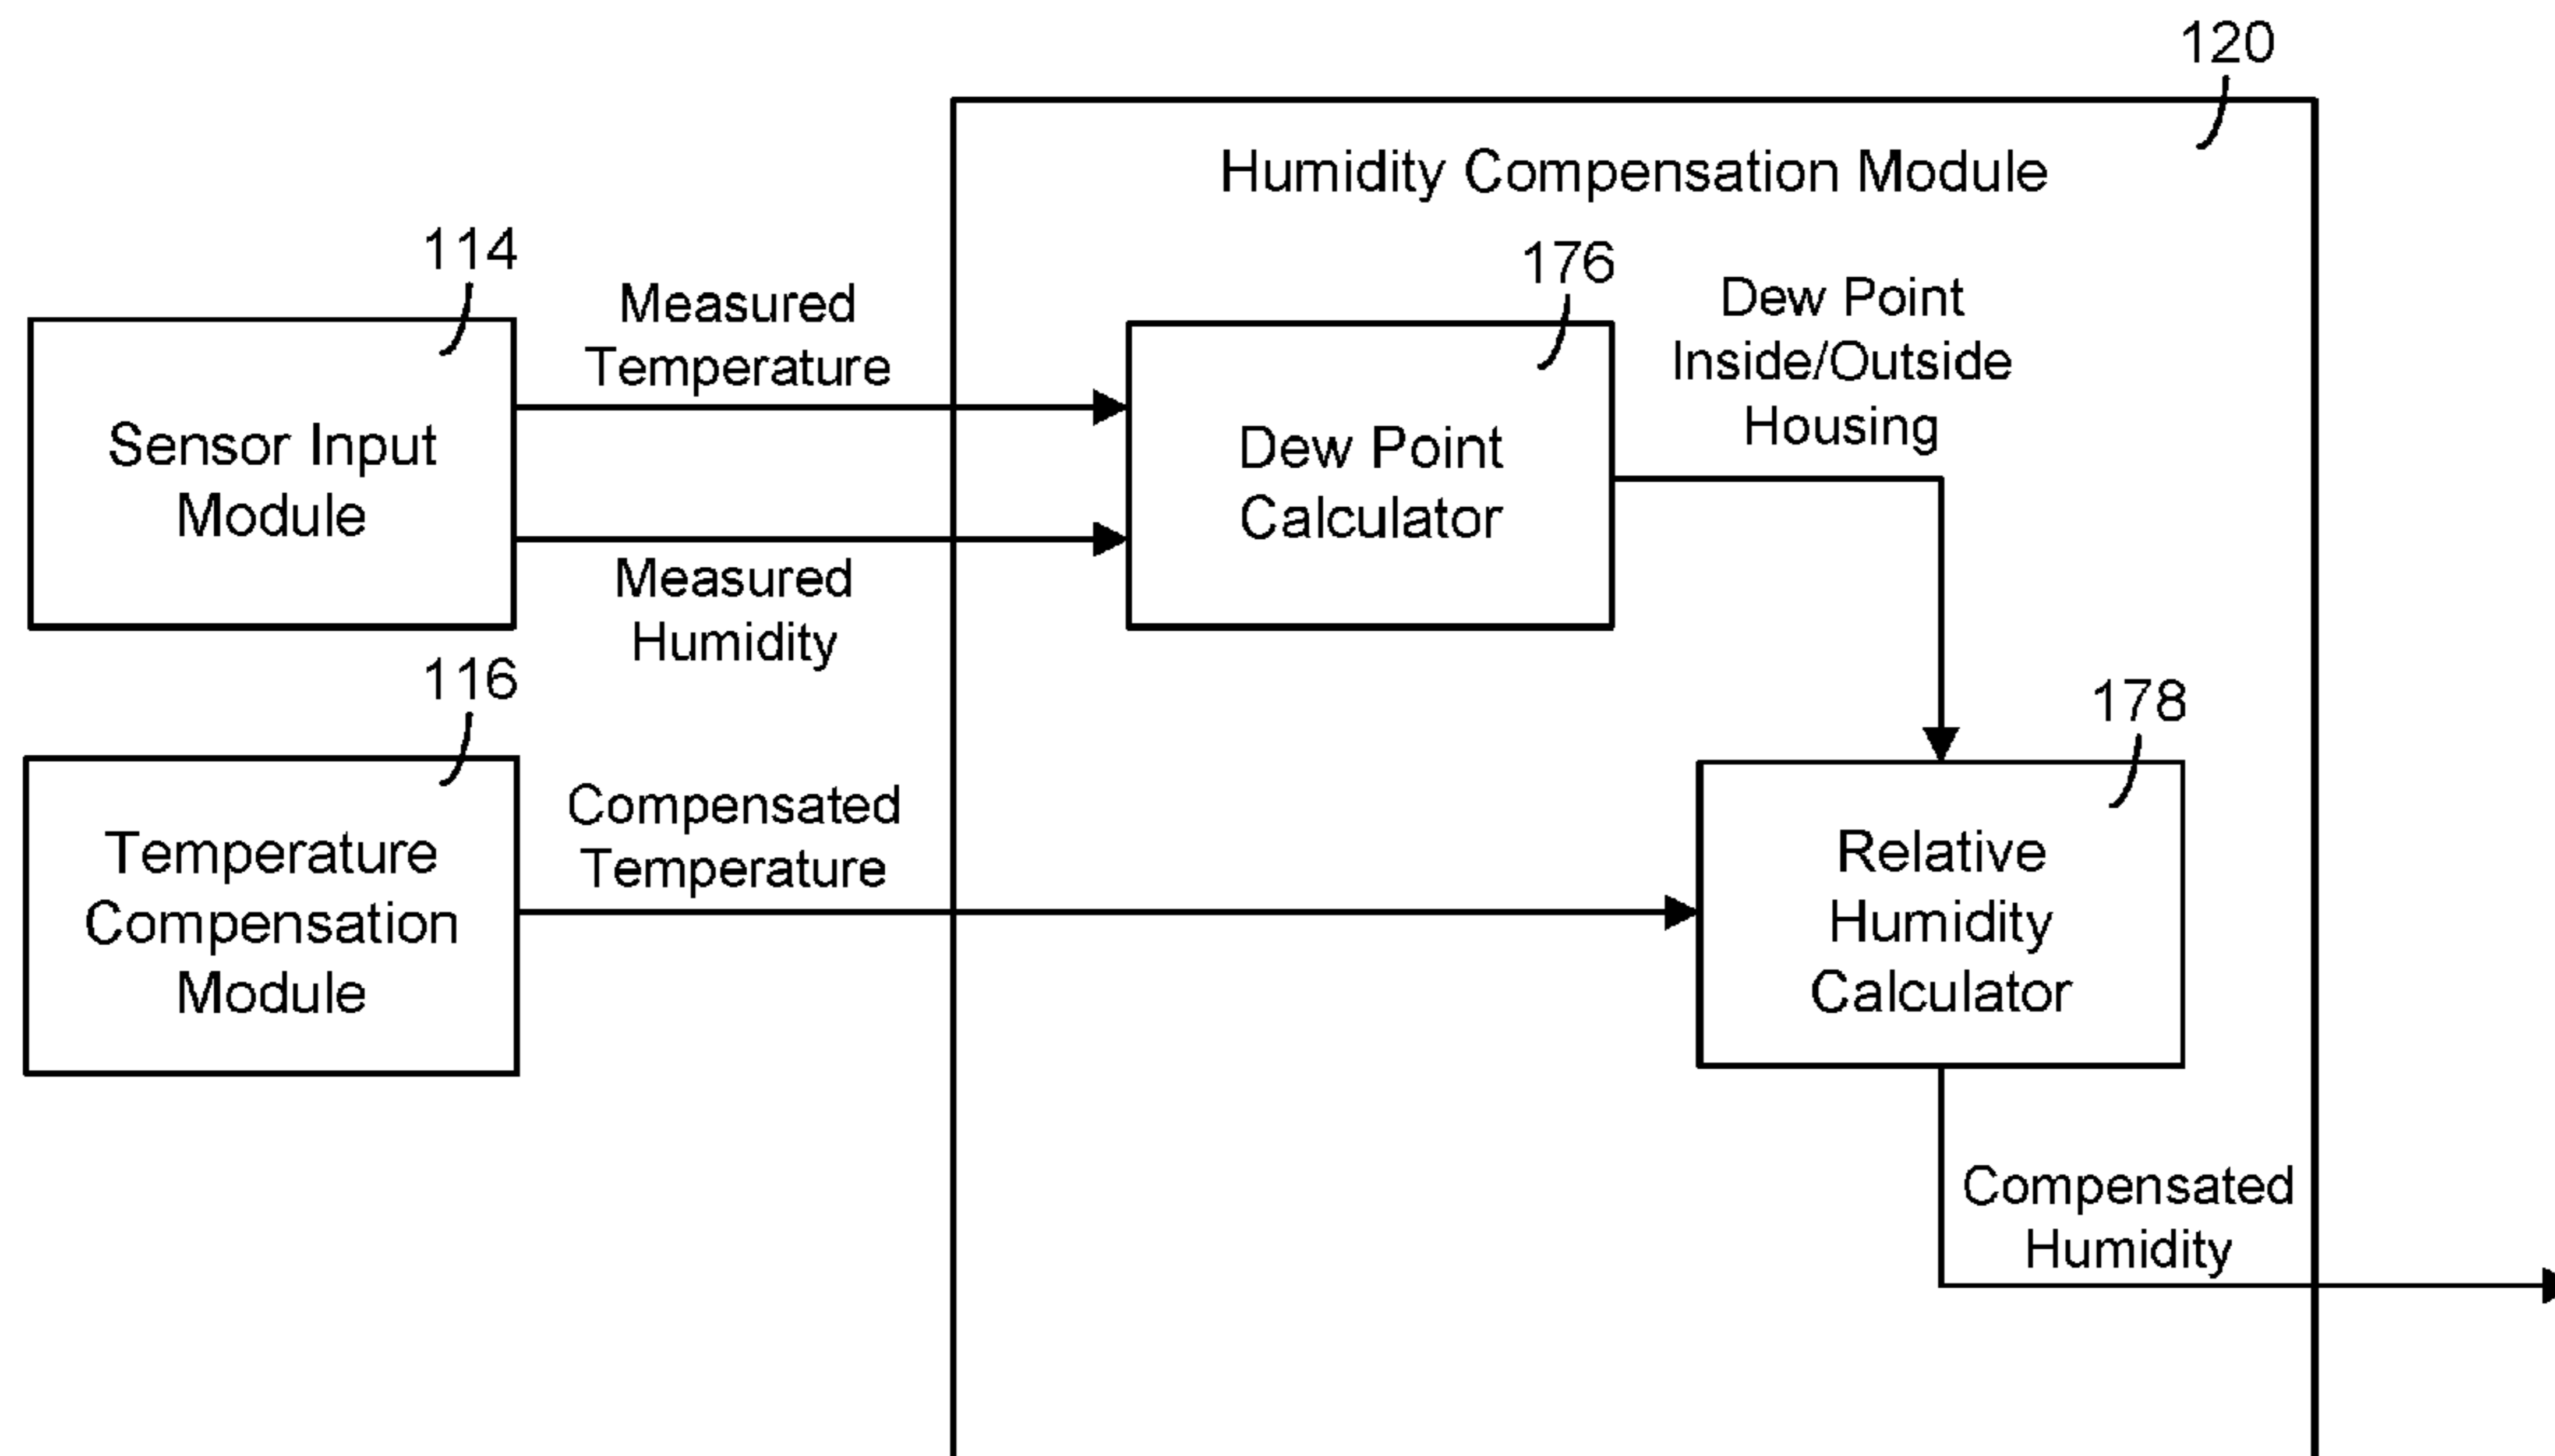 120
Humidity Compensation Module
114
Measured
Temperature
176
Dew Point
Inside/Outside
Housing
Sensor Input
Module
Dew Point
Calculator
Measured
Humidity
116
178
Compensated
Temperature
Temperature
Compensation
Module
Relative
Humidity
Calculator
Compensated
Humidity